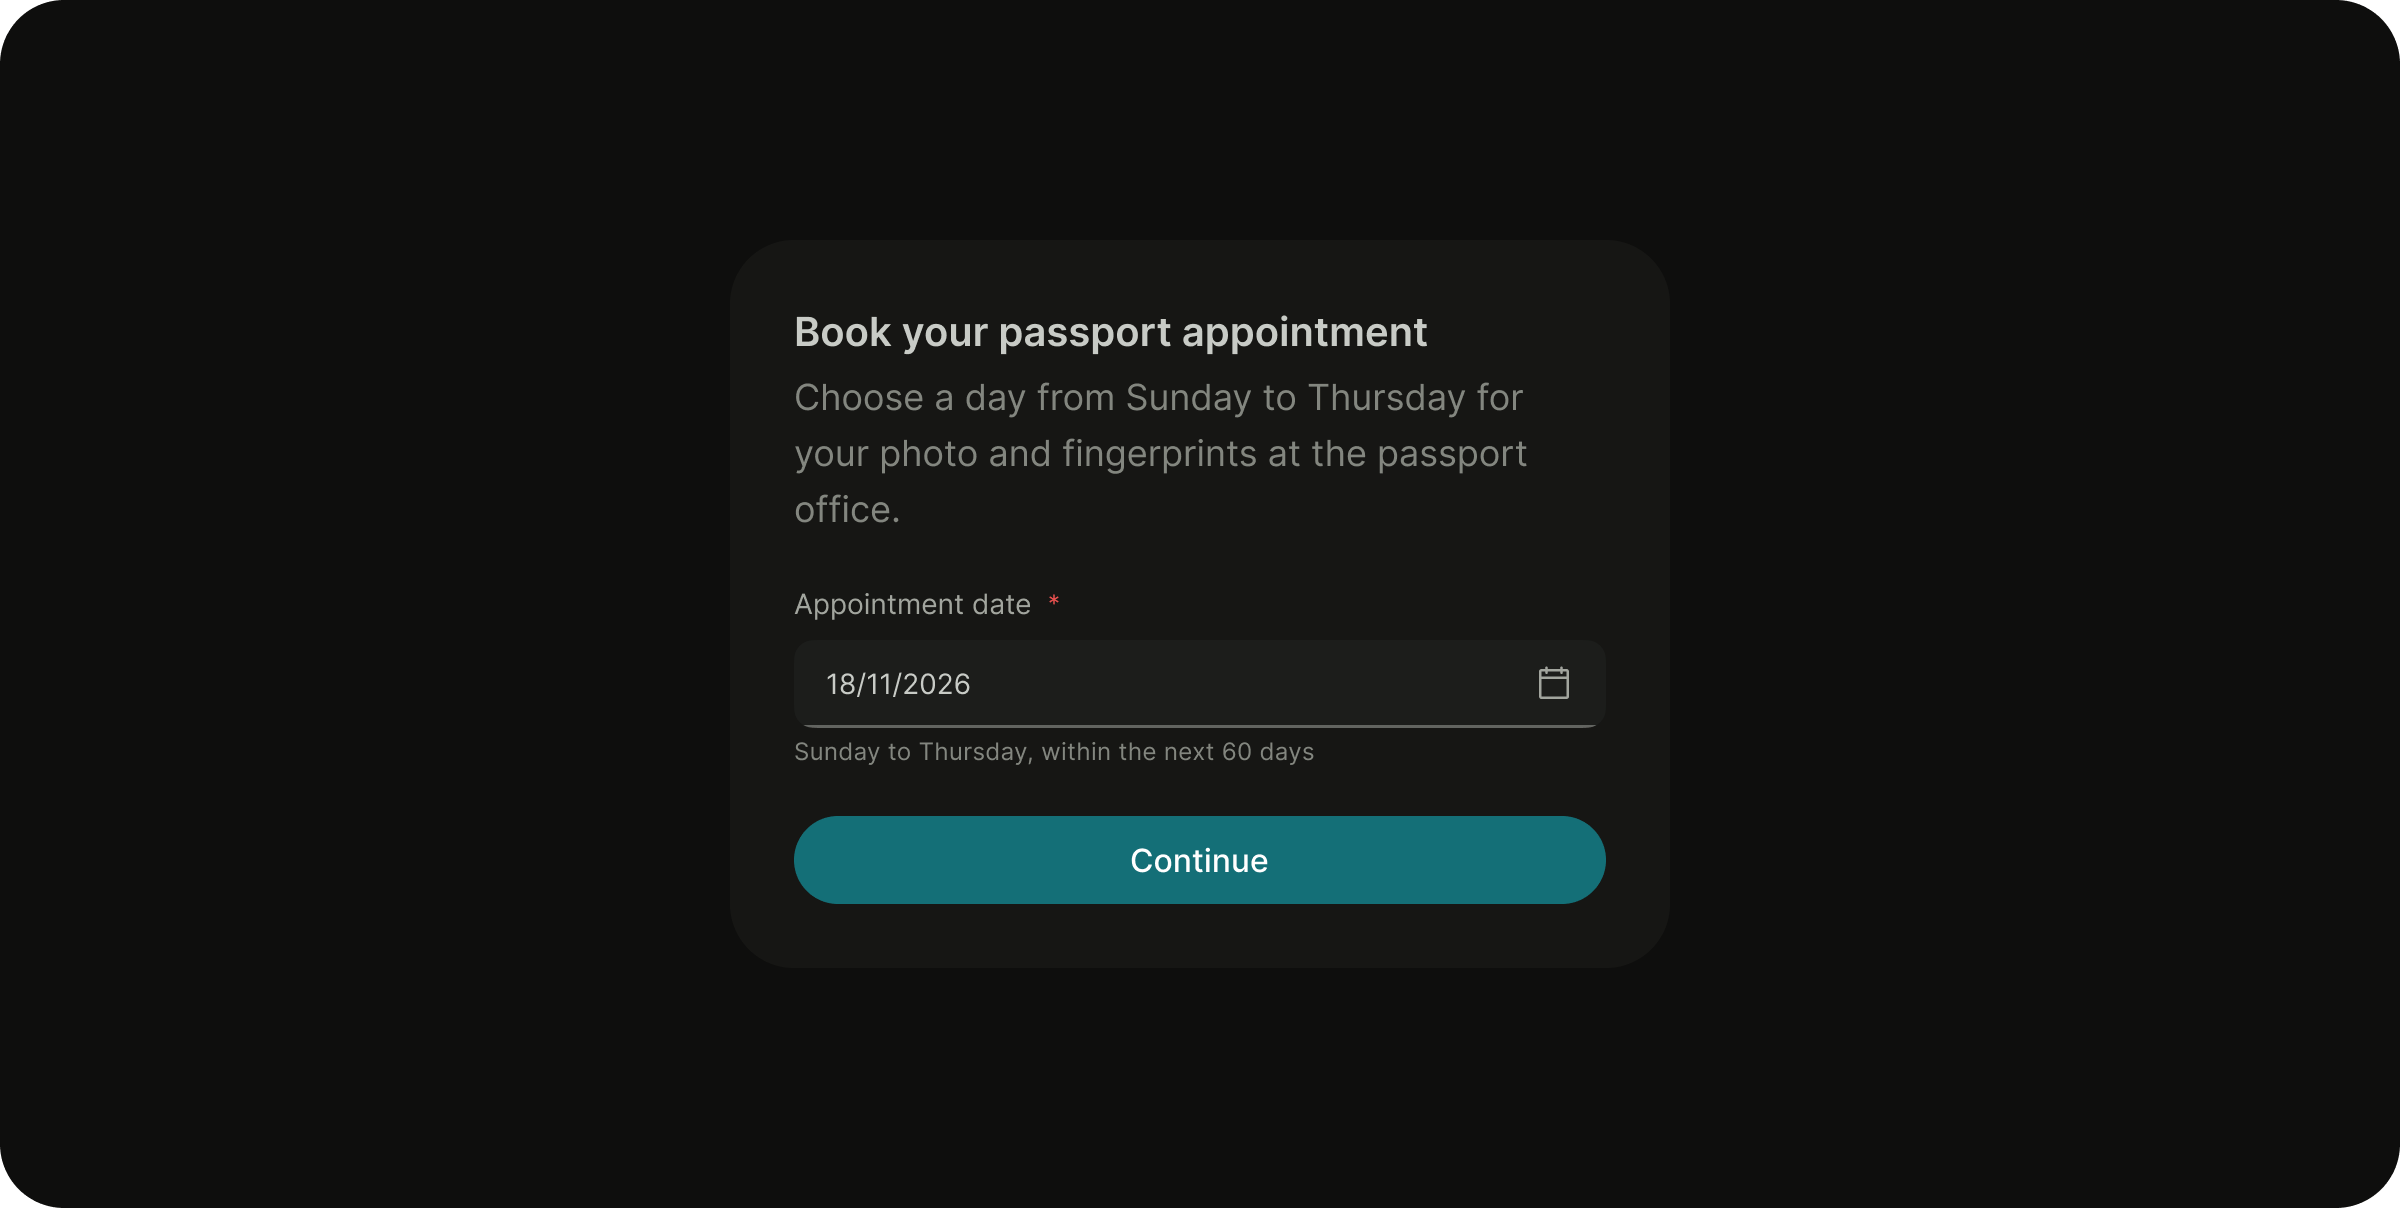 Book your passport appointment
Choose a day from Sunday to Thursday for
your photo and fingerprints at the passport
office.
Appointment date *
18/11/2026
Sunday to Thursday, within the next 60 days
Continue